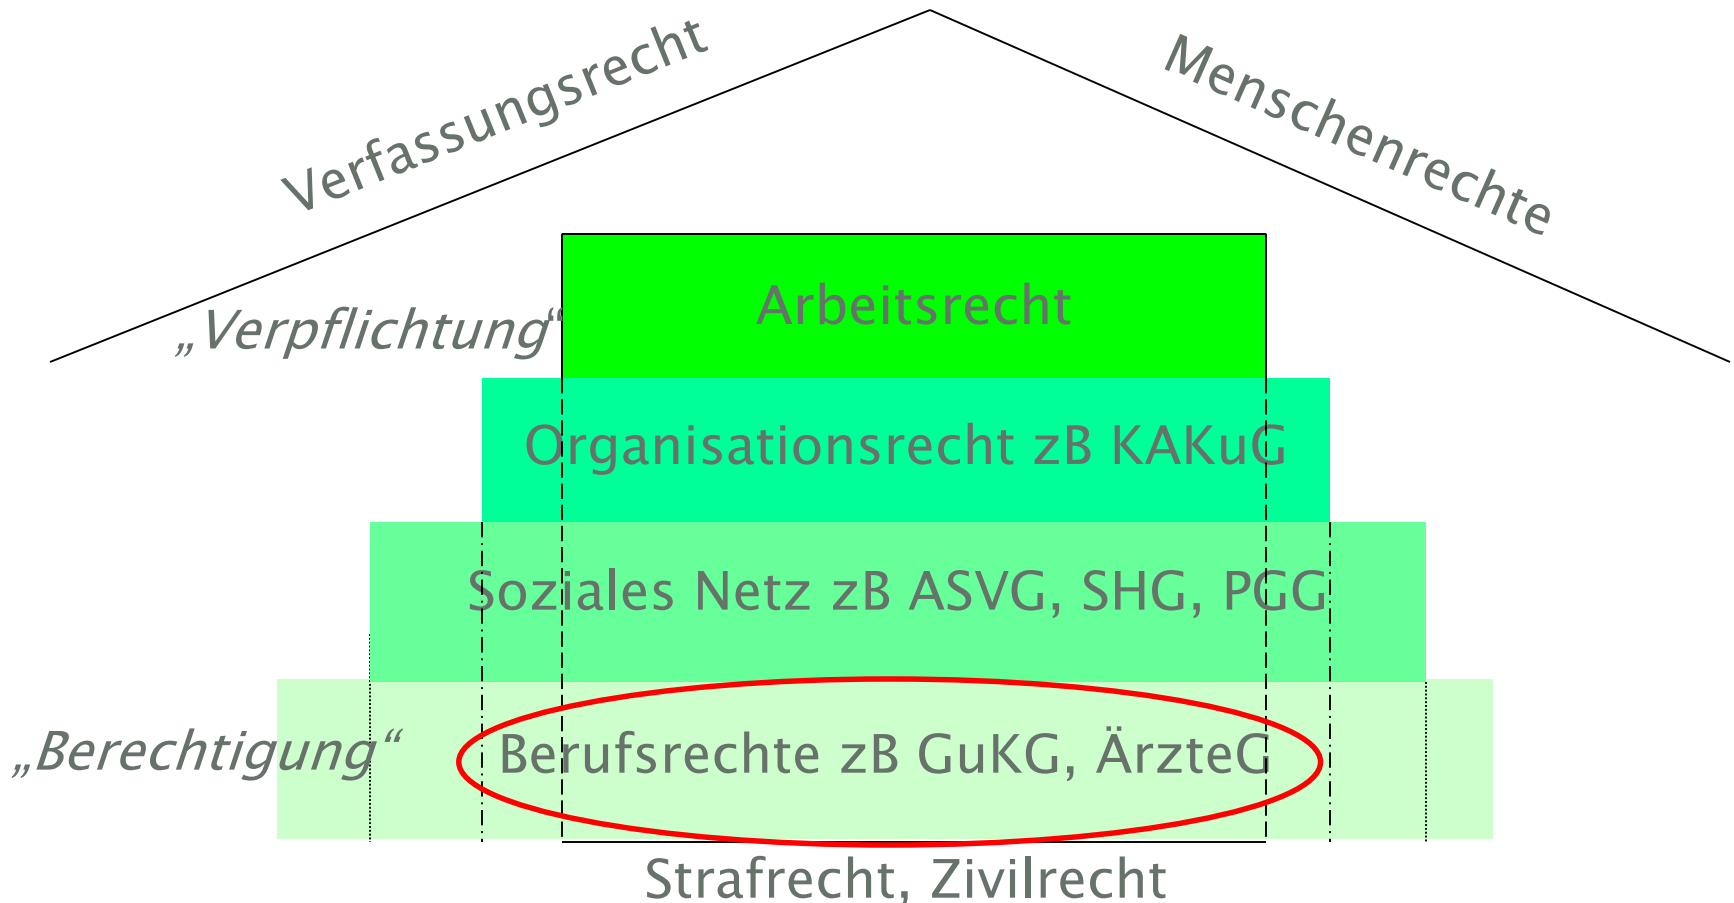 Verfassungsrecht
Menschenrechte
Arbeitsrecht
„Verpflichtung“
Organisationsrecht zB KAKuG
Soziales Netz zB ASVG, SHG, PGG
„Berechtigung“
Berufsrechte zB GuKG, ÄrzteG
Strafrecht, Zivilrecht